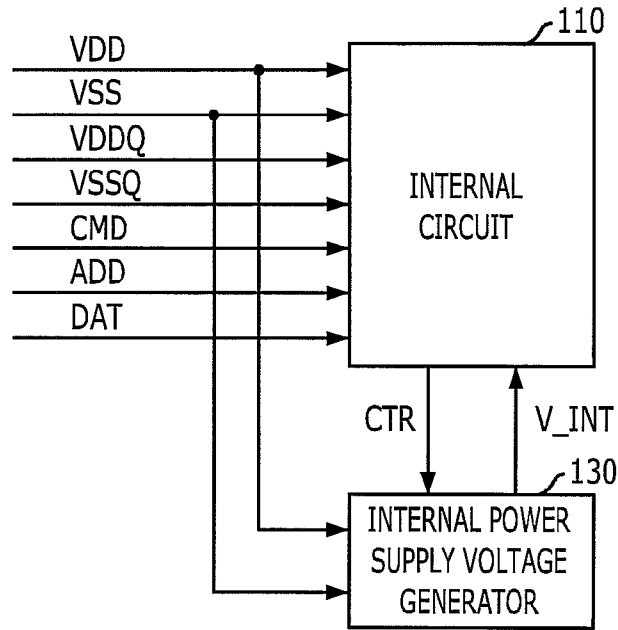 110
VDD
VSS
VDDQ
VSSQ
CMD
ADD
DAT
INTERNAL
CIRCUIT
CTR
V_INT
130
INTERNAL POWER
SUPPLY VOLTAGE
GENERATOR